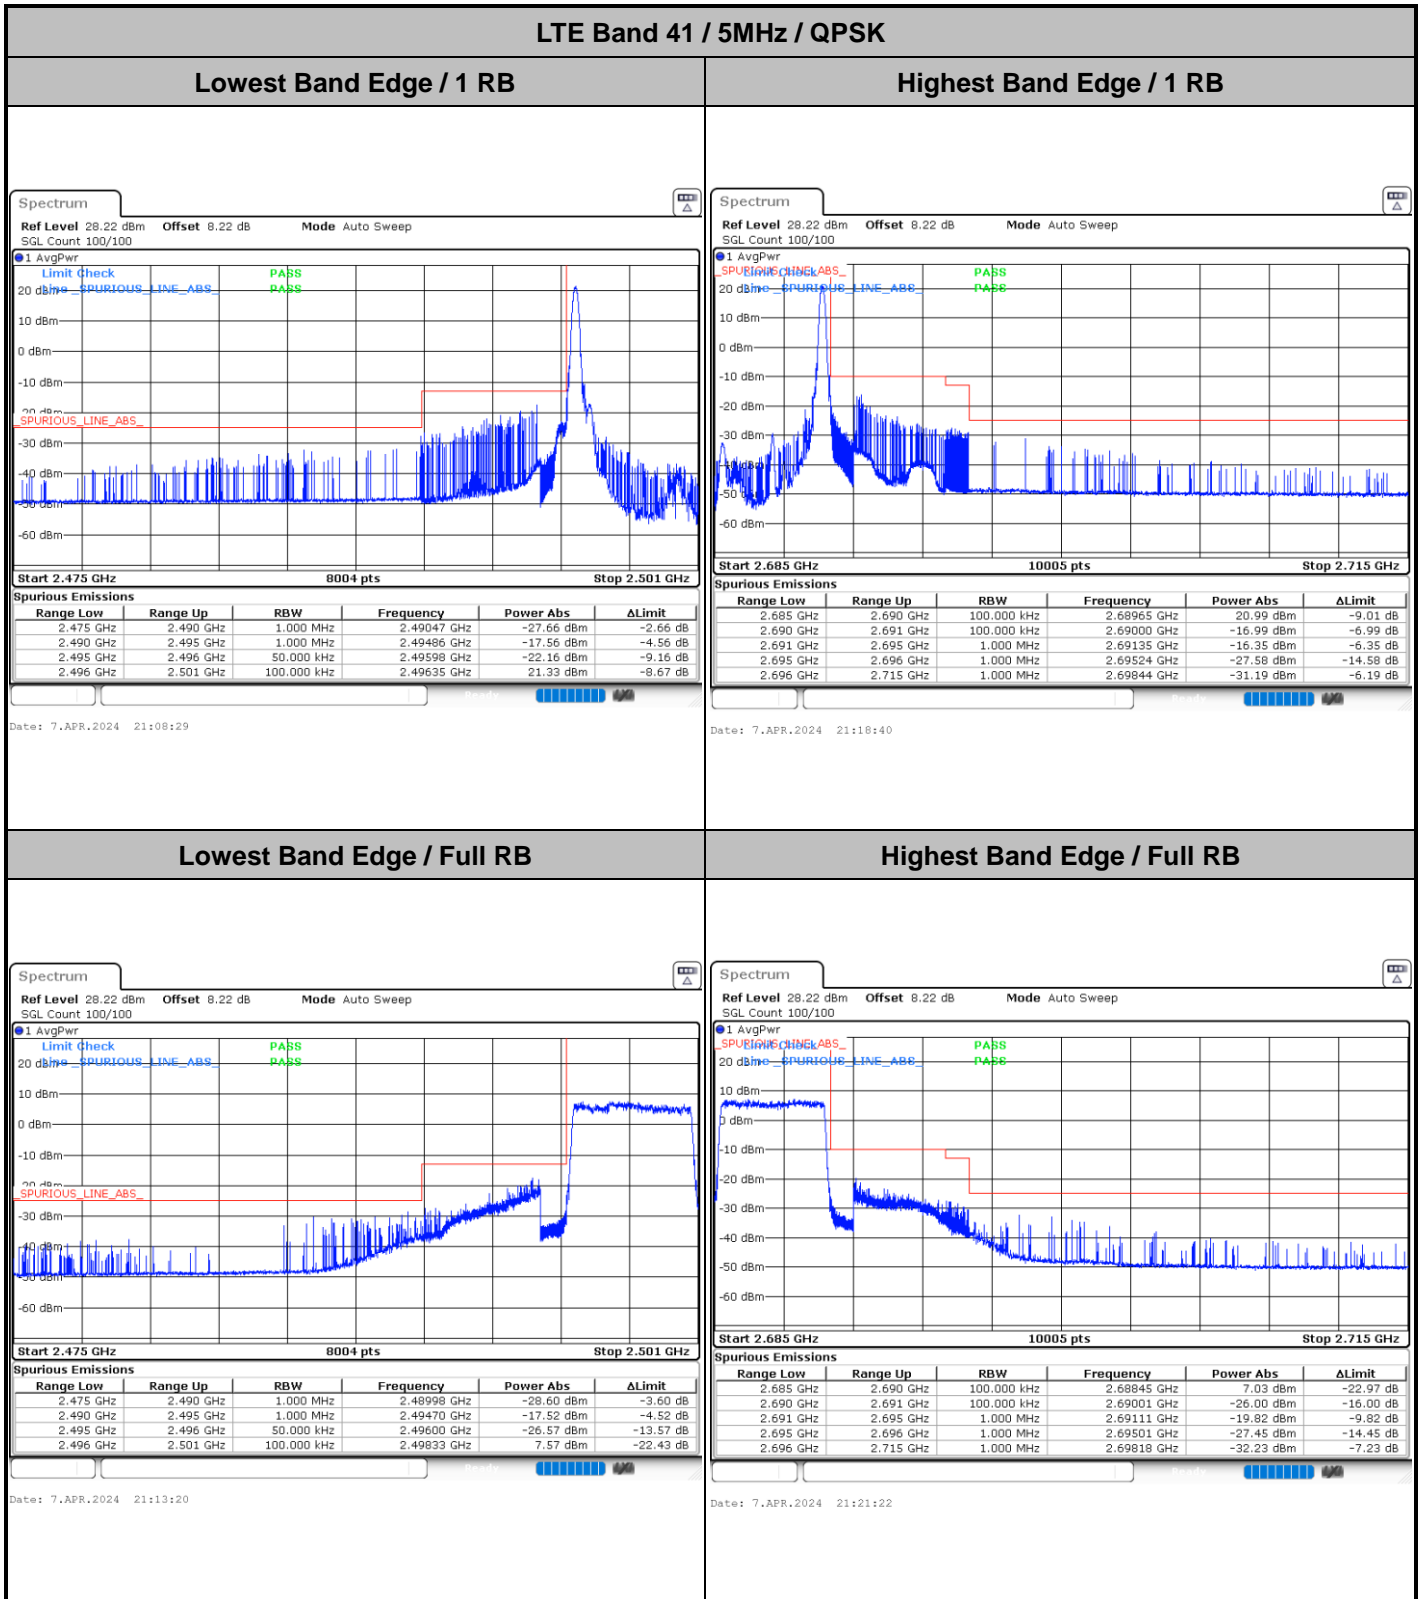 LTE Band 41 / 5MHz / QPSK
Lowest Band Edge / 1 RB
Highest Band Edge / 1 RB
Spectrum
Ref Level 28.22 dBm Offset 8.22 dB Mode Auto Sweep
SGL Count 100/100
1 AvgPwr
Limit Check PASS
Line _SPURIOUS_LINE_ABS_ PASS
20 dBm
10 dBm
0 dBm
-10 dBm
-20 dBm
_SPURIOUS_LINE_ABS_
-30 dBm
-40 dBm
-50 dBm
-60 dBm
Start 2.475 GHz 8004 pts Stop 2.501 GHz
Spurious Emissions
Range Low Range Up RBW Frequency Power Abs ΔLimit
2.475 GHz 2.490 GHz 1.000 MHz 2.49047 GHz -27.66 dBm -2.66 dB
2.490 GHz 2.495 GHz 1.000 MHz 2.49486 GHz -17.56 dBm -4.56 dB
2.495 GHz 2.496 GHz 50.000 kHz 2.49598 GHz -22.16 dBm -9.16 dB
2.496 GHz 2.501 GHz 100.000 kHz 2.49635 GHz 21.33 dBm -8.67 dB
Ready
Date: 7.APR.2024 21:08:29
Spectrum
Ref Level 28.22 dBm Offset 8.22 dB Mode Auto Sweep
SGL Count 100/100
1 AvgPwr
_SPURIOUS_LINE_ABS_
Limit Check PASS
Line _SPURIOUS_LINE_ABS_ PASS
20 dBm
10 dBm
0 dBm
-10 dBm
-20 dBm
-30 dBm
-40 dBm
-50 dBm
-60 dBm
Start 2.685 GHz 10005 pts Stop 2.715 GHz
Spurious Emissions
Range Low Range Up RBW Frequency Power Abs ΔLimit
2.685 GHz 2.690 GHz 100.000 kHz 2.68965 GHz 20.99 dBm -9.01 dB
2.690 GHz 2.691 GHz 100.000 kHz 2.69000 GHz -16.99 dBm -6.99 dB
2.691 GHz 2.695 GHz 1.000 MHz 2.69135 GHz -16.35 dBm -6.35 dB
2.695 GHz 2.696 GHz 1.000 MHz 2.69524 GHz -27.58 dBm -14.58 dB
2.696 GHz 2.715 GHz 1.000 MHz 2.69844 GHz -31.19 dBm -6.19 dB
Ready
Date: 7.APR.2024 21:18:40
Lowest Band Edge / Full RB
Highest Band Edge / Full RB
Spectrum
Ref Level 28.22 dBm Offset 8.22 dB Mode Auto Sweep
SGL Count 100/100
1 AvgPwr
Limit Check PASS
Line _SPURIOUS_LINE_ABS_ PASS
20 dBm
10 dBm
0 dBm
-10 dBm
-20 dBm
_SPURIOUS_LINE_ABS_
-30 dBm
-40 dBm
-50 dBm
-60 dBm
Start 2.475 GHz 8004 pts Stop 2.501 GHz
Spurious Emissions
Range Low Range Up RBW Frequency Power Abs ΔLimit
2.475 GHz 2.490 GHz 1.000 MHz 2.48998 GHz -28.60 dBm -3.60 dB
2.490 GHz 2.495 GHz 1.000 MHz 2.49470 GHz -17.52 dBm -4.52 dB
2.495 GHz 2.496 GHz 50.000 kHz 2.49600 GHz -26.57 dBm -13.57 dB
2.496 GHz 2.501 GHz 100.000 kHz 2.49833 GHz 7.57 dBm -22.43 dB
Ready
Date: 7.APR.2024 21:13:20
Spectrum
Ref Level 28.22 dBm Offset 8.22 dB Mode Auto Sweep
SGL Count 100/100
1 AvgPwr
_SPURIOUS_LINE_ABS_
Limit Check PASS
Line _SPURIOUS_LINE_ABS_ PASS
20 dBm
10 dBm
0 dBm
-10 dBm
-20 dBm
-30 dBm
-40 dBm
-50 dBm
-60 dBm
Start 2.685 GHz 10005 pts Stop 2.715 GHz
Spurious Emissions
Range Low Range Up RBW Frequency Power Abs ΔLimit
2.685 GHz 2.690 GHz 100.000 kHz 2.68845 GHz 7.03 dBm -22.97 dB
2.690 GHz 2.691 GHz 100.000 kHz 2.69001 GHz -26.00 dBm -16.00 dB
2.691 GHz 2.695 GHz 1.000 MHz 2.69111 GHz -19.82 dBm -9.82 dB
2.695 GHz 2.696 GHz 1.000 MHz 2.69501 GHz -27.45 dBm -14.45 dB
2.696 GHz 2.715 GHz 1.000 MHz 2.69818 GHz -32.23 dBm -7.23 dB
Ready
Date: 7.APR.2024 21:21:22